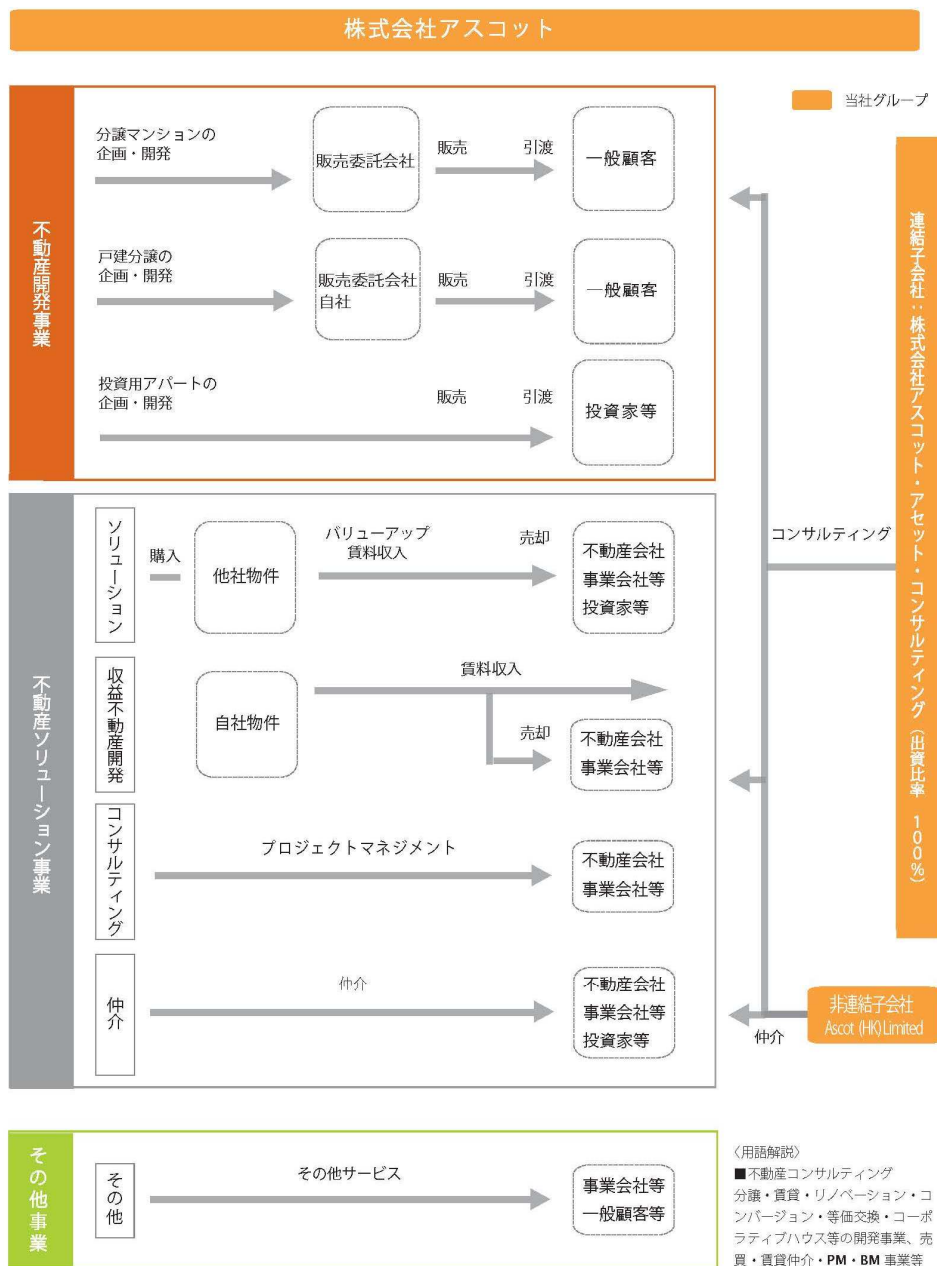 株式会社アスコット
当社グループ
不動産開発事業
分譲マンションの
企画・開発
販売委託会社
販売
引渡
一般顧客
戸建分譲の
企画・開発
販売委託会社
自社
販売
引渡
一般顧客
投資用アパートの
企画・開発
販売
引渡
投資家等
不動産ソリューション事業
ソリューション
購入
他社物件
バリューアップ
賃料収入
売却
不動産会社
事業会社等
投資家等
収益不動産開発
自社物件
賃料収入
売却
不動産会社
事業会社等
コンサルティング
プロジェクトマネジメント
不動産会社
事業会社等
仲介
仲介
不動産会社
事業会社等
投資家等
コンサルティング
連結子会社：株式会社アスコット・アセット・コンサルティング（出資比率 100%）
非連結子会社
Ascot (HK) Limited
仲介
その他事業
その他
その他サービス
事業会社等
一般顧客等
〈用語解説〉
■不動産コンサルティング
分譲・賃貸・リノベーション・コ
ンバージョン・等価交換・コーポ
ラティブハウス等の開発事業、売
買・賃貸仲介・PM・BM 事業等